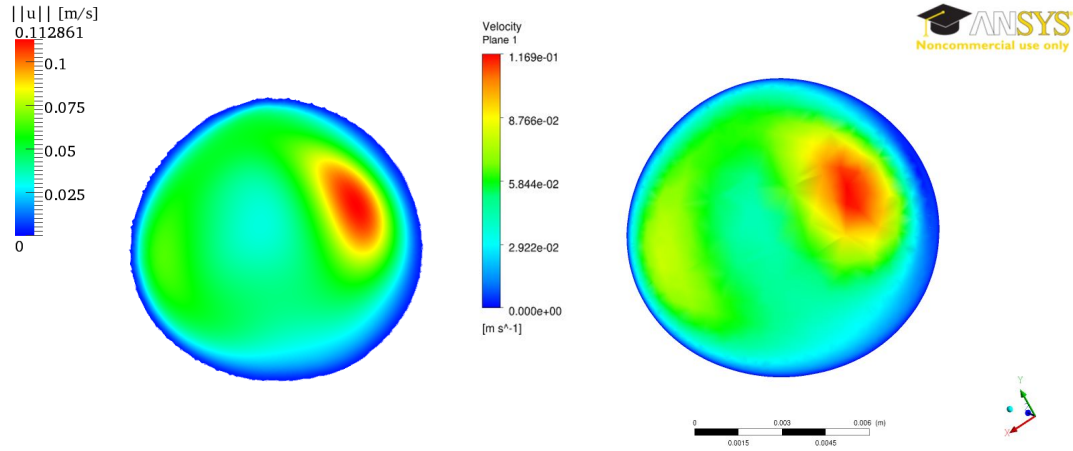 ||u|| [m/s]
0.112861
0.1
0.075
0.05
0.025
0
Velocity
Plane 1
1.169e-01
8.766e-02
5.844e-02
2.922e-02
0.000e+00
[m s^-1]
ANSYS
Noncommercial use only
0 0.003 0.006 (m)
0.0015 0.0045
Y
X